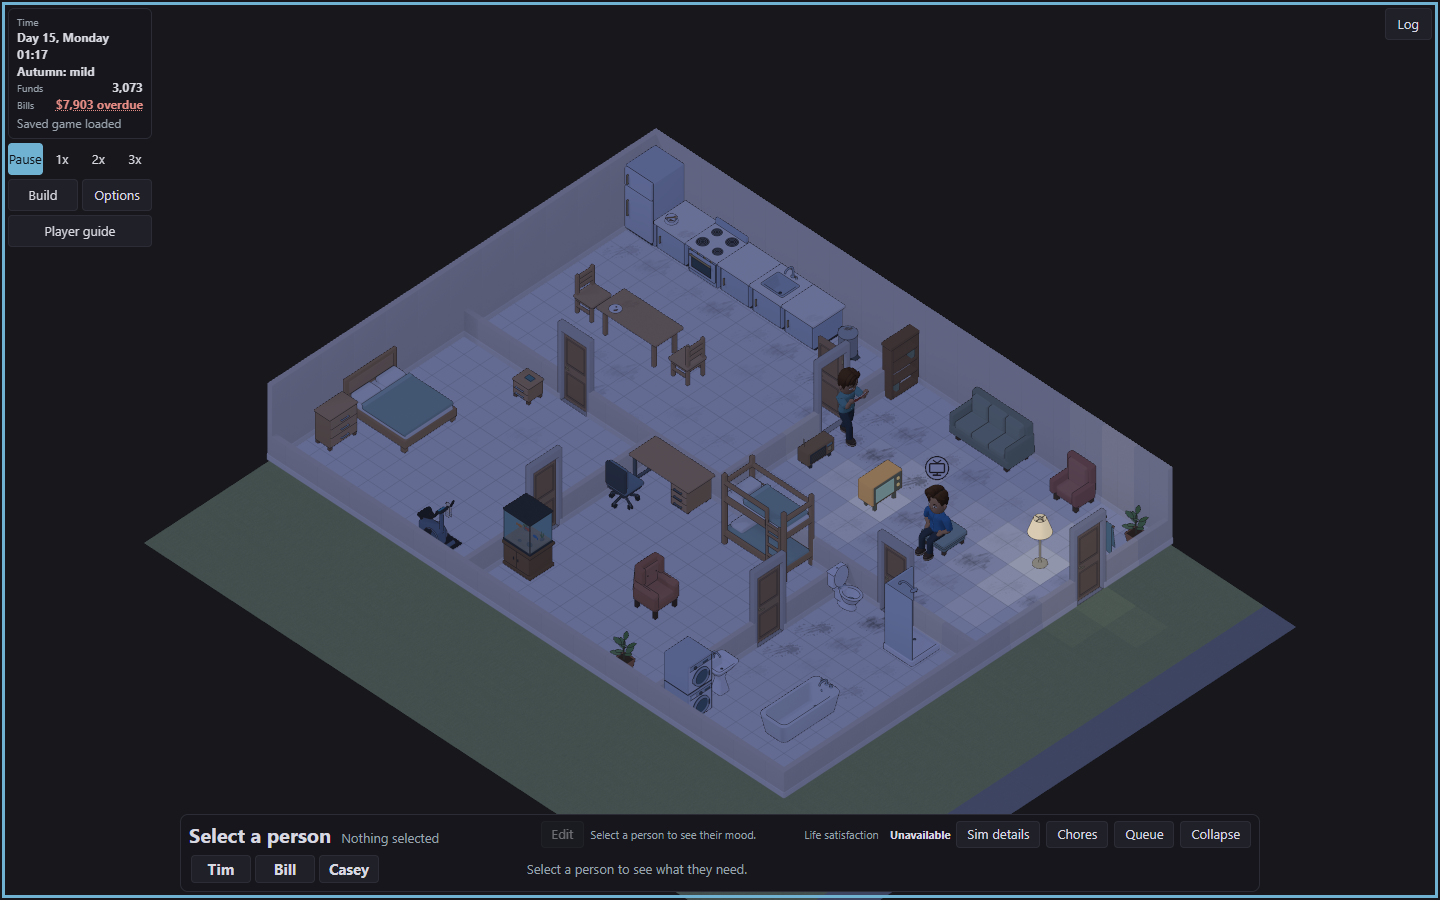 Time
Day 15, Monday
01:17
Autumn: mild
Funds 3,073
Bills $7,903 overdue
Saved game loaded
Pause 1x 2x 3x
Build Options
Player guide
Log
Select a person Nothing selected
Edit Select a person to see their mood.
Life satisfaction Unavailable
Sim details Chores Queue Collapse
Tim Bill Casey
Select a person to see what they need.